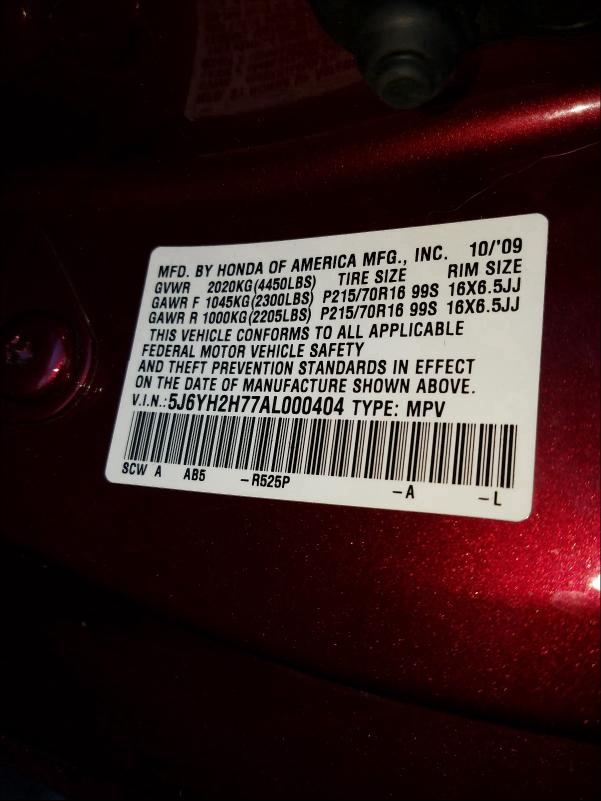 MFD. BY HONDA OF AMERICA MFG., INC. 10/'09
GVWR 2020KG(4450LBS) TIRE SIZE RIM SIZE
GAWR F 1045KG(2300LBS) P215/70R16 99S 16X6.5JJ
GAWR R 1000KG(2205LBS) P215/70R16 99S 16X6.5JJ
THIS VEHICLE CONFORMS TO ALL APPLICABLE
FEDERAL MOTOR VEHICLE SAFETY
AND THEFT PREVENTION STANDARDS IN EFFECT
ON THE DATE OF MANUFACTURE SHOWN ABOVE.
V.I.N.:5J6YH2H77AL000404 TYPE: MPV
SCW A AB5 -R525P -A -L